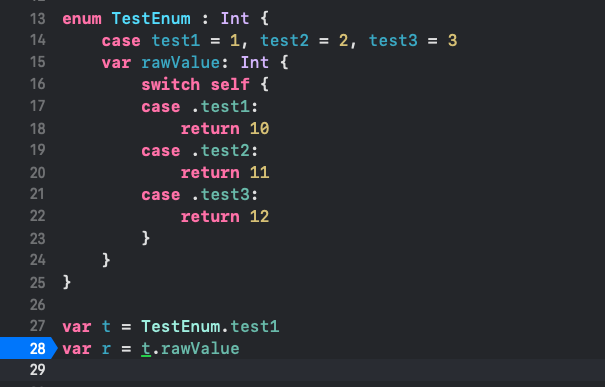 13 enum TestEnum : Int {
14     case test1 = 1, test2 = 2, test3 = 3
15     var rawValue: Int {
16         switch self {
17         case .test1:
18             return 10
19         case .test2:
20             return 11
21         case .test3:
22             return 12
23         }
24     }
25 }
26
27 var t = TestEnum.test1
28 var r = t.rawValue
29